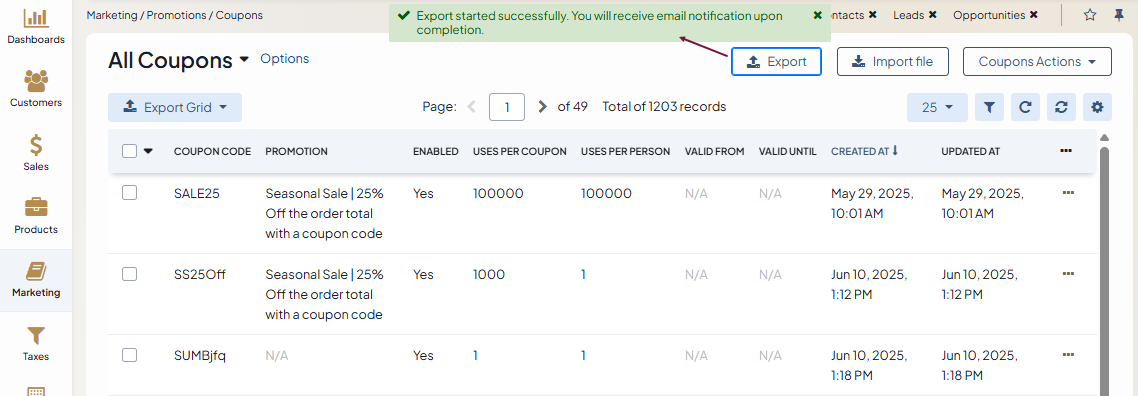 Marketing / Promotions / Coupons
Export started successfully. You will receive email notification upon
completion.
Leads
Opportunities
Dashboards
Customers
Sales
Products
Marketing
Taxes
All Coupons
Options
Export
Import file
Coupons Actions
Export Grid
Page: 1 of 49 Total of 1203 records
25
COUPON CODE PROMOTION ENABLED USES PER COUPON USES PER PERSON VALID FROM VALID UNTIL CREATED AT UPDATED AT
SALE25 Seasonal Sale | 25% Yes 100000 100000 N/A N/A May 29, 2025, May 29, 2025,
Off the order total 10:01 AM 10:01 AM
with a coupon code
SS25Off Seasonal Sale | 25% Yes 1000 1 N/A N/A Jun 10, 2025, Jun 10, 2025,
Off the order total 1:12 PM 1:12 PM
with a coupon code
SUMBjfq N/A Yes 1 1 N/A N/A Jun 10, 2025, Jun 10, 2025,
1:18 PM 1:18 PM